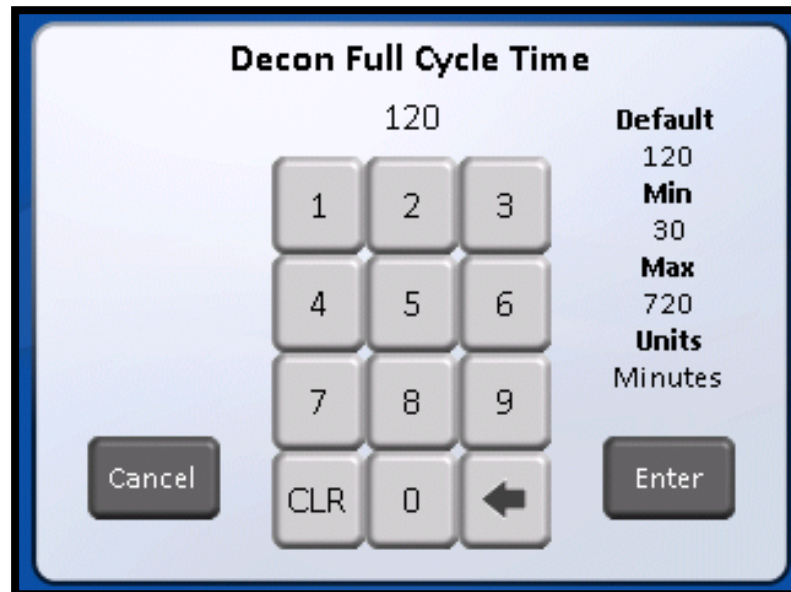 Decon Full Cycle Time
120
Default
120
Min
30
Max
720
Units
Minutes
1 2 3
4 5 6
7 8 9
CLR 0
Cancel
Enter